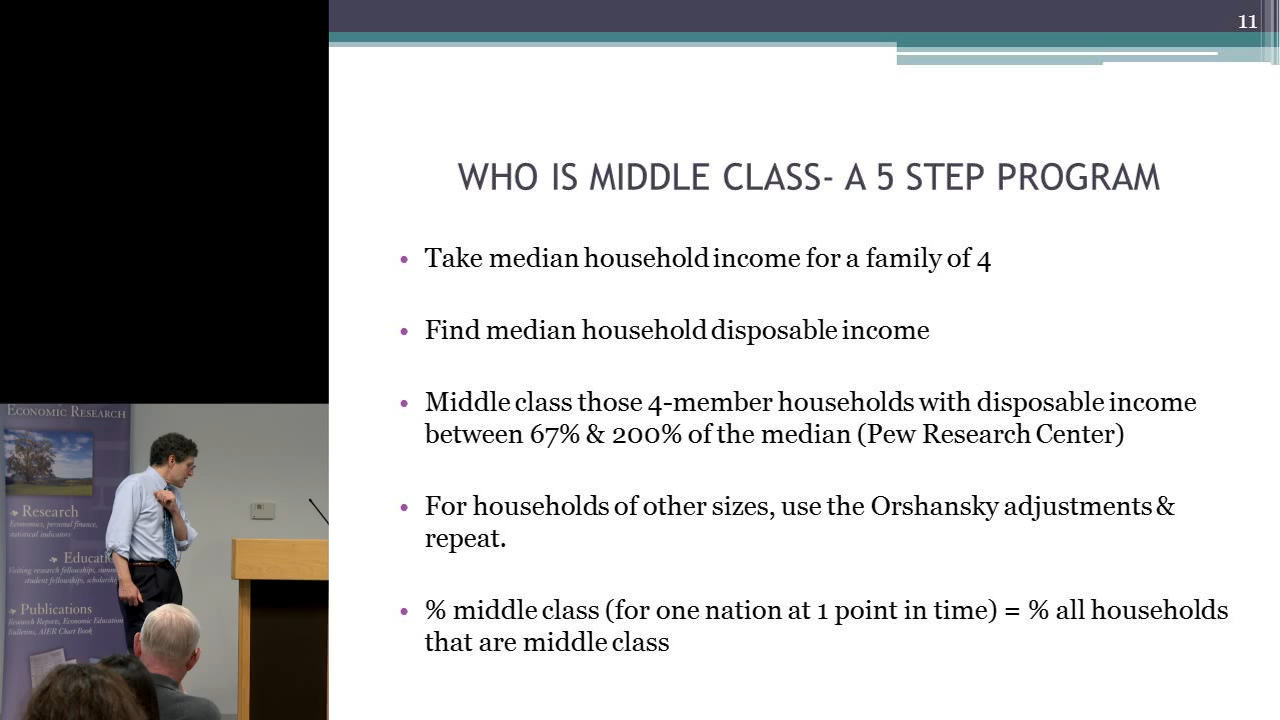 11
WHO IS MIDDLE CLASS- A 5 STEP PROGRAM
• Take median household income for a family of 4
• Find median household disposable income
• Middle class those 4-member households with disposable income
between 67% & 200% of the median (Pew Research Center)
• For households of other sizes, use the Orshansky adjustments &
repeat.
• % middle class (for one nation at 1 point in time) = % all households
that are middle class
Economic Research
Research
Economics, personal finance,
statistical indicators
Educati
Visiting research fellowships,
student fellowships,
Publications
Research Reports, Economic Education
Bulletins, AIER Chart Book